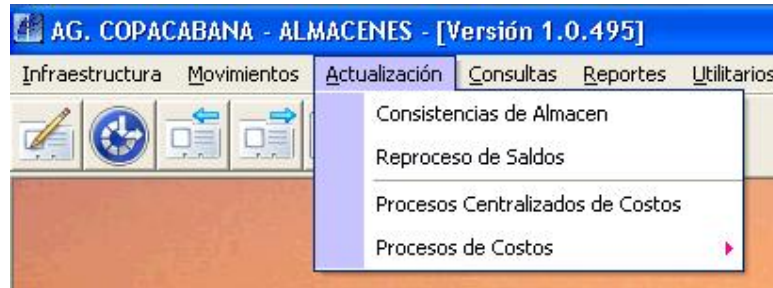 AG. COPACABANA - ALMACENES - [Versión 1.0.495]
Infraestructura Movimientos Actualización Consultas Reportes Utilitarios
Consistencias de Almacen
Reproceso de Saldos
Procesos Centralizados de Costos
Procesos de Costos